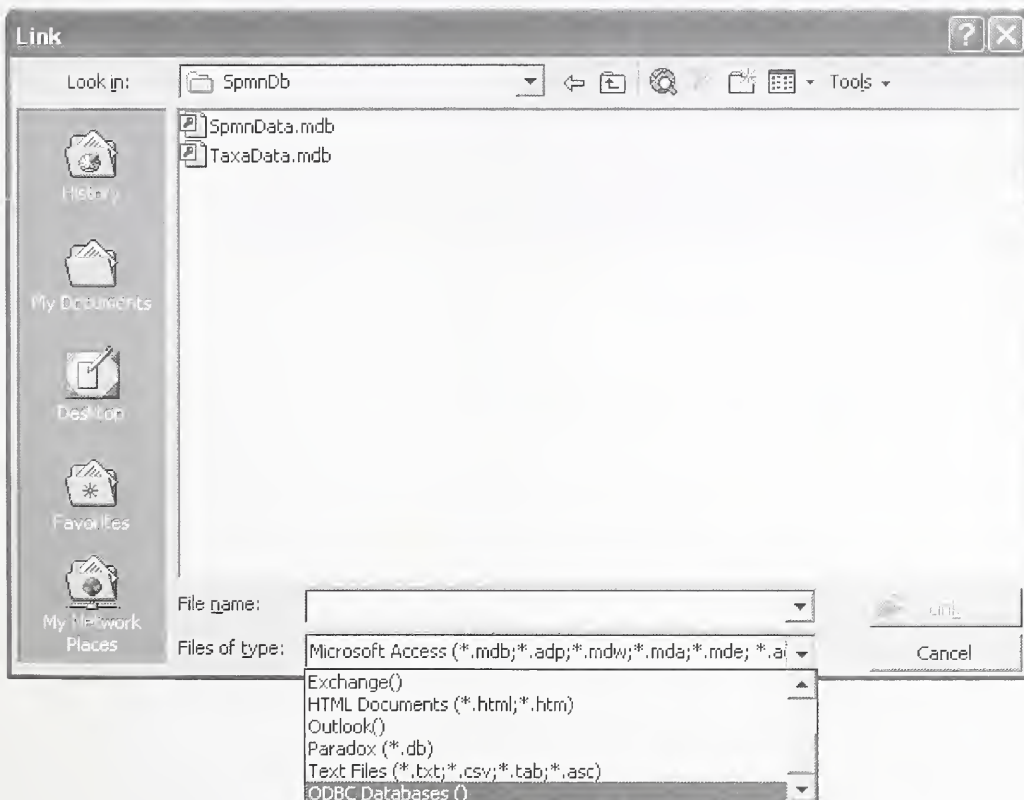 Link
Look in: SpmnDb Tools
SpmnData.mdb
TaxaData.mdb
History
My Documents
Desktop
Favorites
My Network
Places
File name: Link
Files of type: Microsoft Access (*.mdb;*.adp;*.mdw;*.mda;*.mde; *.a Cancel
Exchange()
HTML Documents (*.html;*.htm)
Outlook()
Paradox (*.db)
Text Files (*.txt;*.csv;*.tab;*.asc)
ODBC Databases ()